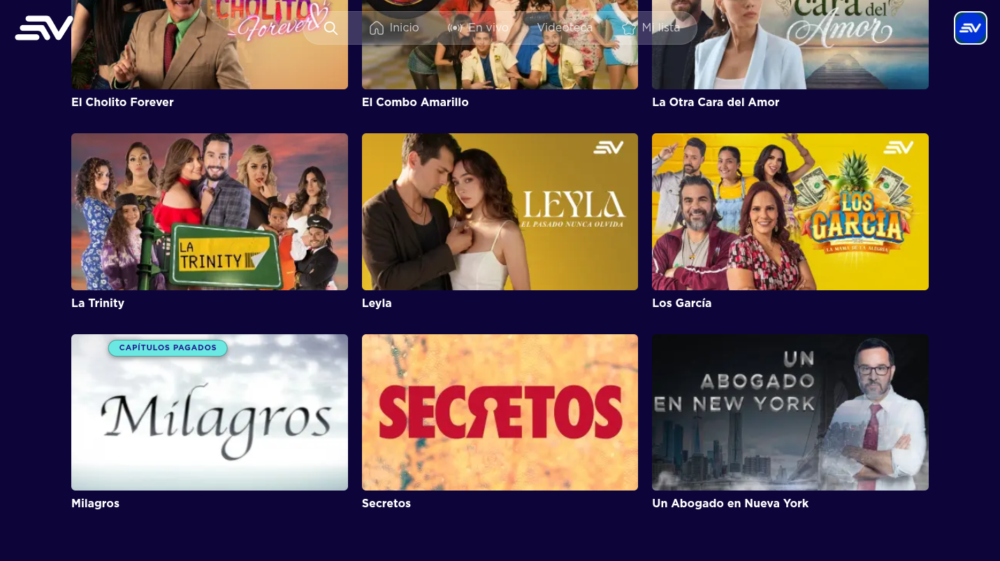 CHOLITO
Forever
Inicio
En vivo
Videoteca
Mi lista
cara del
Amor
El Cholito Forever
El Combo Amarillo
La Otra Cara del Amor
LA
TRINITY
LEYLA
EL PASADO NUNCA OLVIDA
LOS
GARCÍA
LA MAMÁ DE LA ALEGRÍA
La Trinity
Leyla
Los García
CAPÍTULOS PAGADOS
Milagros
SECRETOS
UN
ABOGADO
EN NEW YORK
Milagros
Secretos
Un Abogado en Nueva York